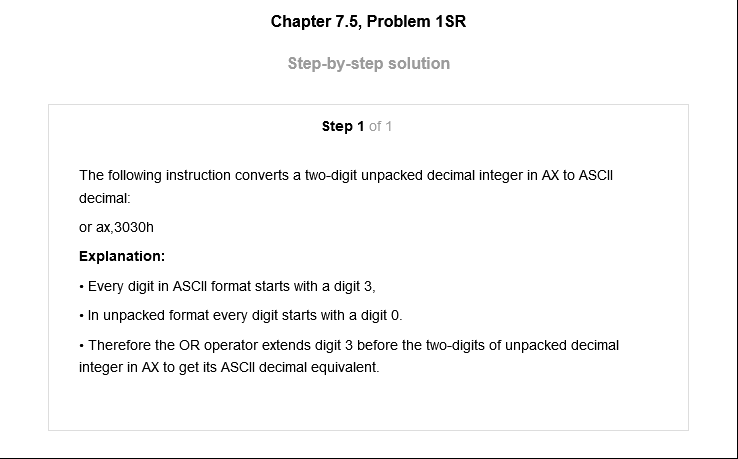 Chapter 7.5, Problem 1SR
Step-by-step solution
Step 1 of 1
The following instruction converts a two-digit unpacked decimal integer in AX to ASCII
decimal:
or ax,3030h
Explanation:
• Every digit in ASCII format starts with a digit 3,
• In unpacked format every digit starts with a digit 0.
• Therefore the OR operator extends digit 3 before the two-digits of unpacked decimal
integer in AX to get its ASCII decimal equivalent.